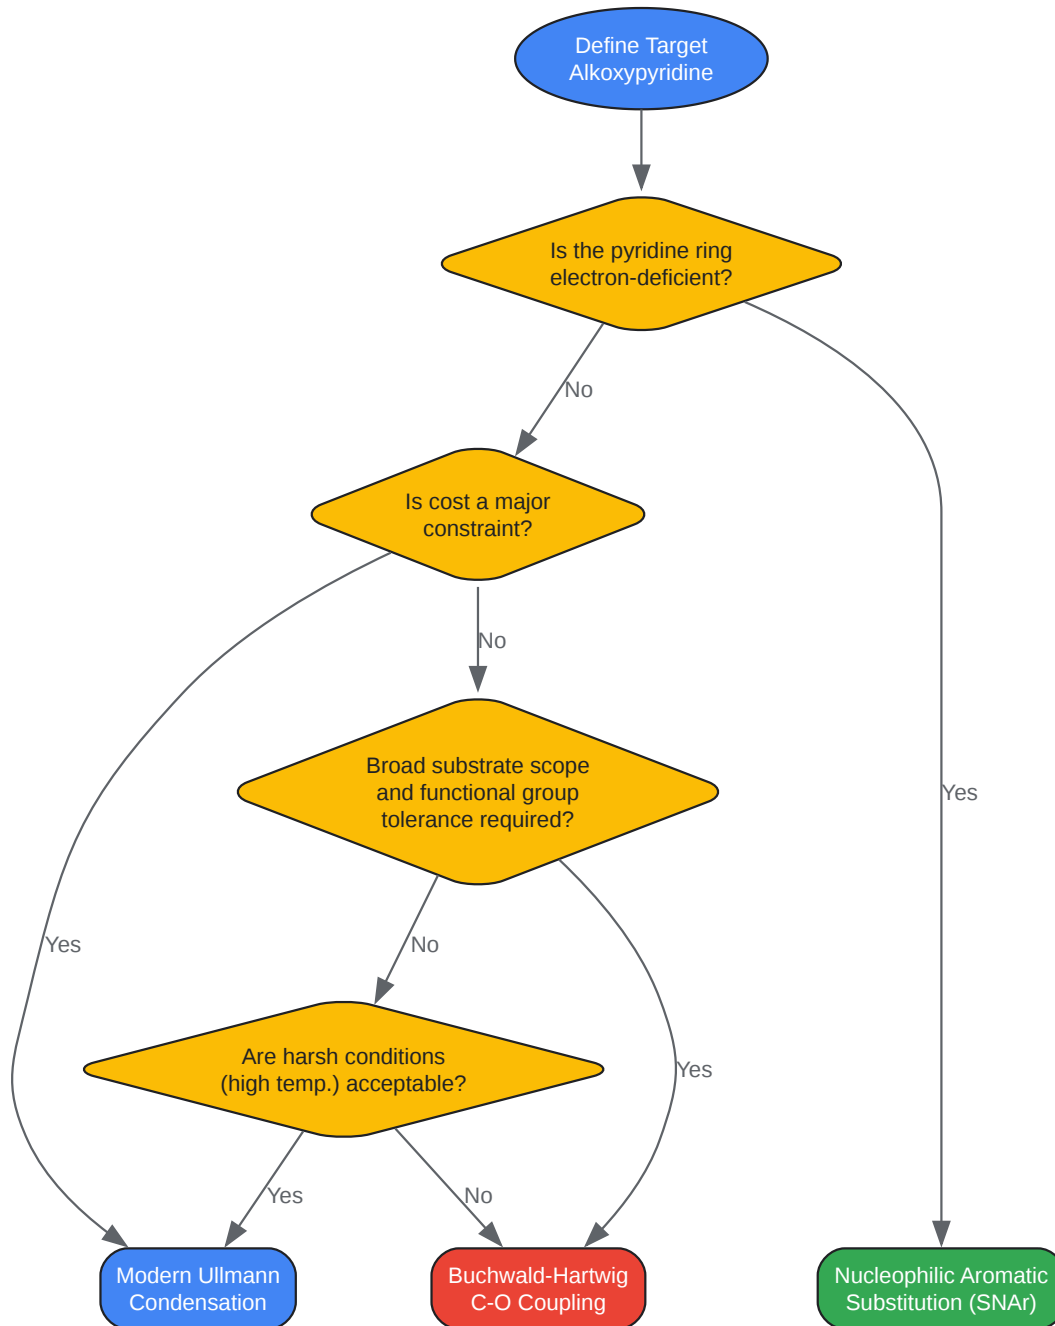 Define Target
Alkoxypyridine
Is the pyridine ring
electron-deficient?
No
Is cost a major
constraint?
No
Broad substrate scope
and functional group
tolerance required?
Yes
No
Yes
Are harsh conditions
(high temp.) acceptable?
Yes
Yes
No
Modern Ullmann
Condensation
Buchwald-Hartwig
C-O Coupling
Nucleophilic Aromatic
Substitution (SNAr)